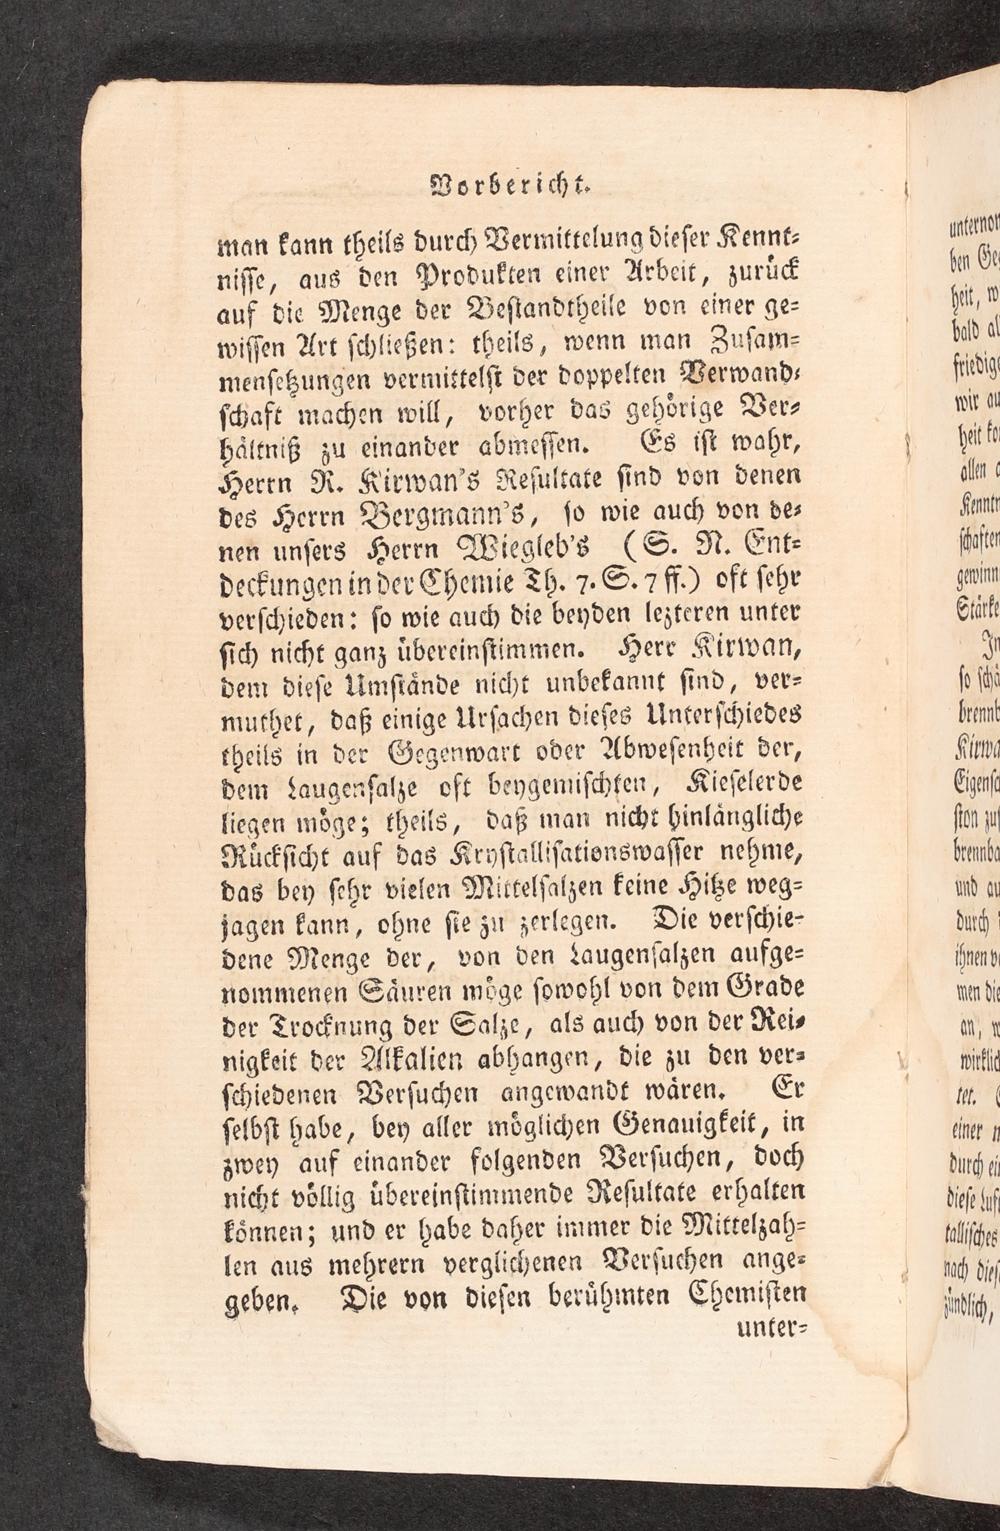 Vorbericht.
man kann theils durch Vermittelung dieser Kennt-
nisse, aus den Produkten einer Arbeit, zurück
auf die Menge der Bestandtheile von einer ge-
wissen Art schließen: theils, wenn man Zusam-
mensetzungen vermittelst der doppelten Verwand-
schaft machen will, vorher das gehörige Ver-
hältniß zu einander abmessen. Es ist wahr,
Herrn R. Kirwan's Resultate sind von denen
des Herrn Bergmann's, so wie auch von de-
nen unsers Herrn Wiegleb's (S. N. Ent-
deckungen in der Chemie Th. 7. S. 7 ff.) oft sehr
verschieden: so wie auch die beyden lezteren unter
sich nicht ganz übereinstimmen. Herr Kirwan,
dem diese Umstände nicht unbekannt sind, ver-
muthet, daß einige Ursachen dieses Unterschiedes
theils in der Gegenwart oder Abwesenheit der,
dem Laugensalze oft beygemischten, Kieselerde
liegen möge; theils, daß man nicht hinlängliche
Rücksicht auf das Krystallisationswasser nehme,
das bey sehr vielen Mittelsalzen keine Hitze weg-
jagen kann, ohne sie zu zerlegen. Die verschie-
dene Menge der, von den Laugensalzen aufge-
nommenen Säuren möge sowohl von dem Grade
der Trocknung der Salze, als auch von der Rei-
nigkeit der Alkalien abhangen, die zu den ver-
schiedenen Versuchen angewandt wären. Er
selbst habe, bey aller möglichen Genauigkeit, in
zwey auf einander folgenden Versuchen, doch
nicht völlig übereinstimmende Resultate erhalten
können; und er habe daher immer die Mittelzah-
len aus mehrern verglichenen Versuchen ange-
geben. Die von diesen berühmten Chemisten
unter-